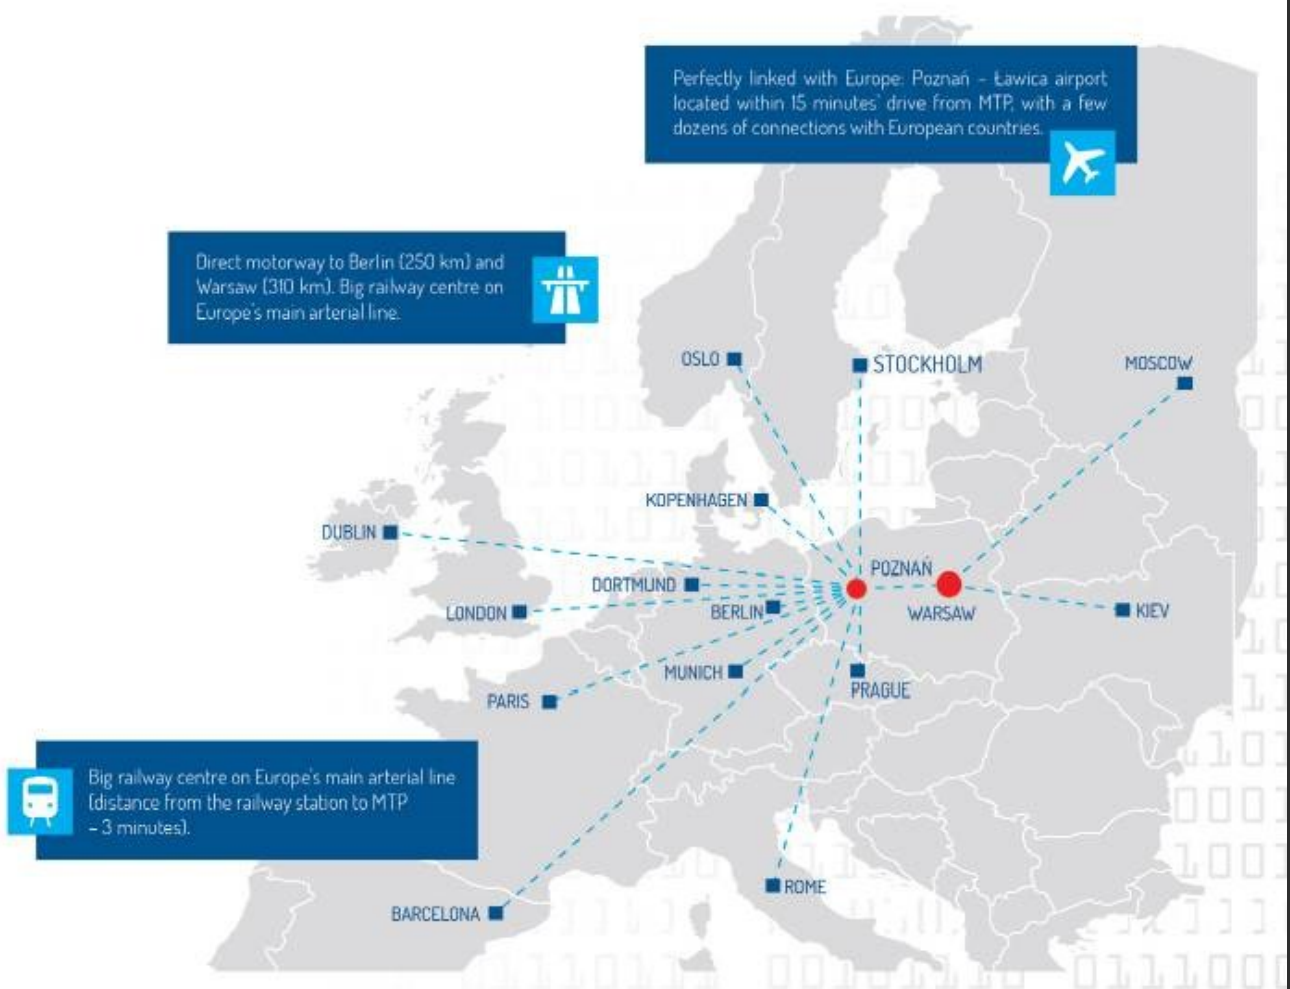 Perfectly linked with Europe: Poznań – Ławica airport
located within 15 minutes' drive from MTP, with a few
dozens of connections with European countries.
Direct motorway to Berlin (250 km) and
Warsaw (310 km). Big railway centre on
Europe's main arterial line.
OSLO
STOCKHOLM
MOSCOW
KOPENHAGEN
DUBLIN
POZNAŃ
DORTMUND
BERLIN
WARSAW
KIEV
LONDON
MUNICH
PRAGUE
PARIS
Big railway centre on Europe's main arterial line
(distance from the railway station to MTP
– 3 minutes).
ROME
BARCELONA